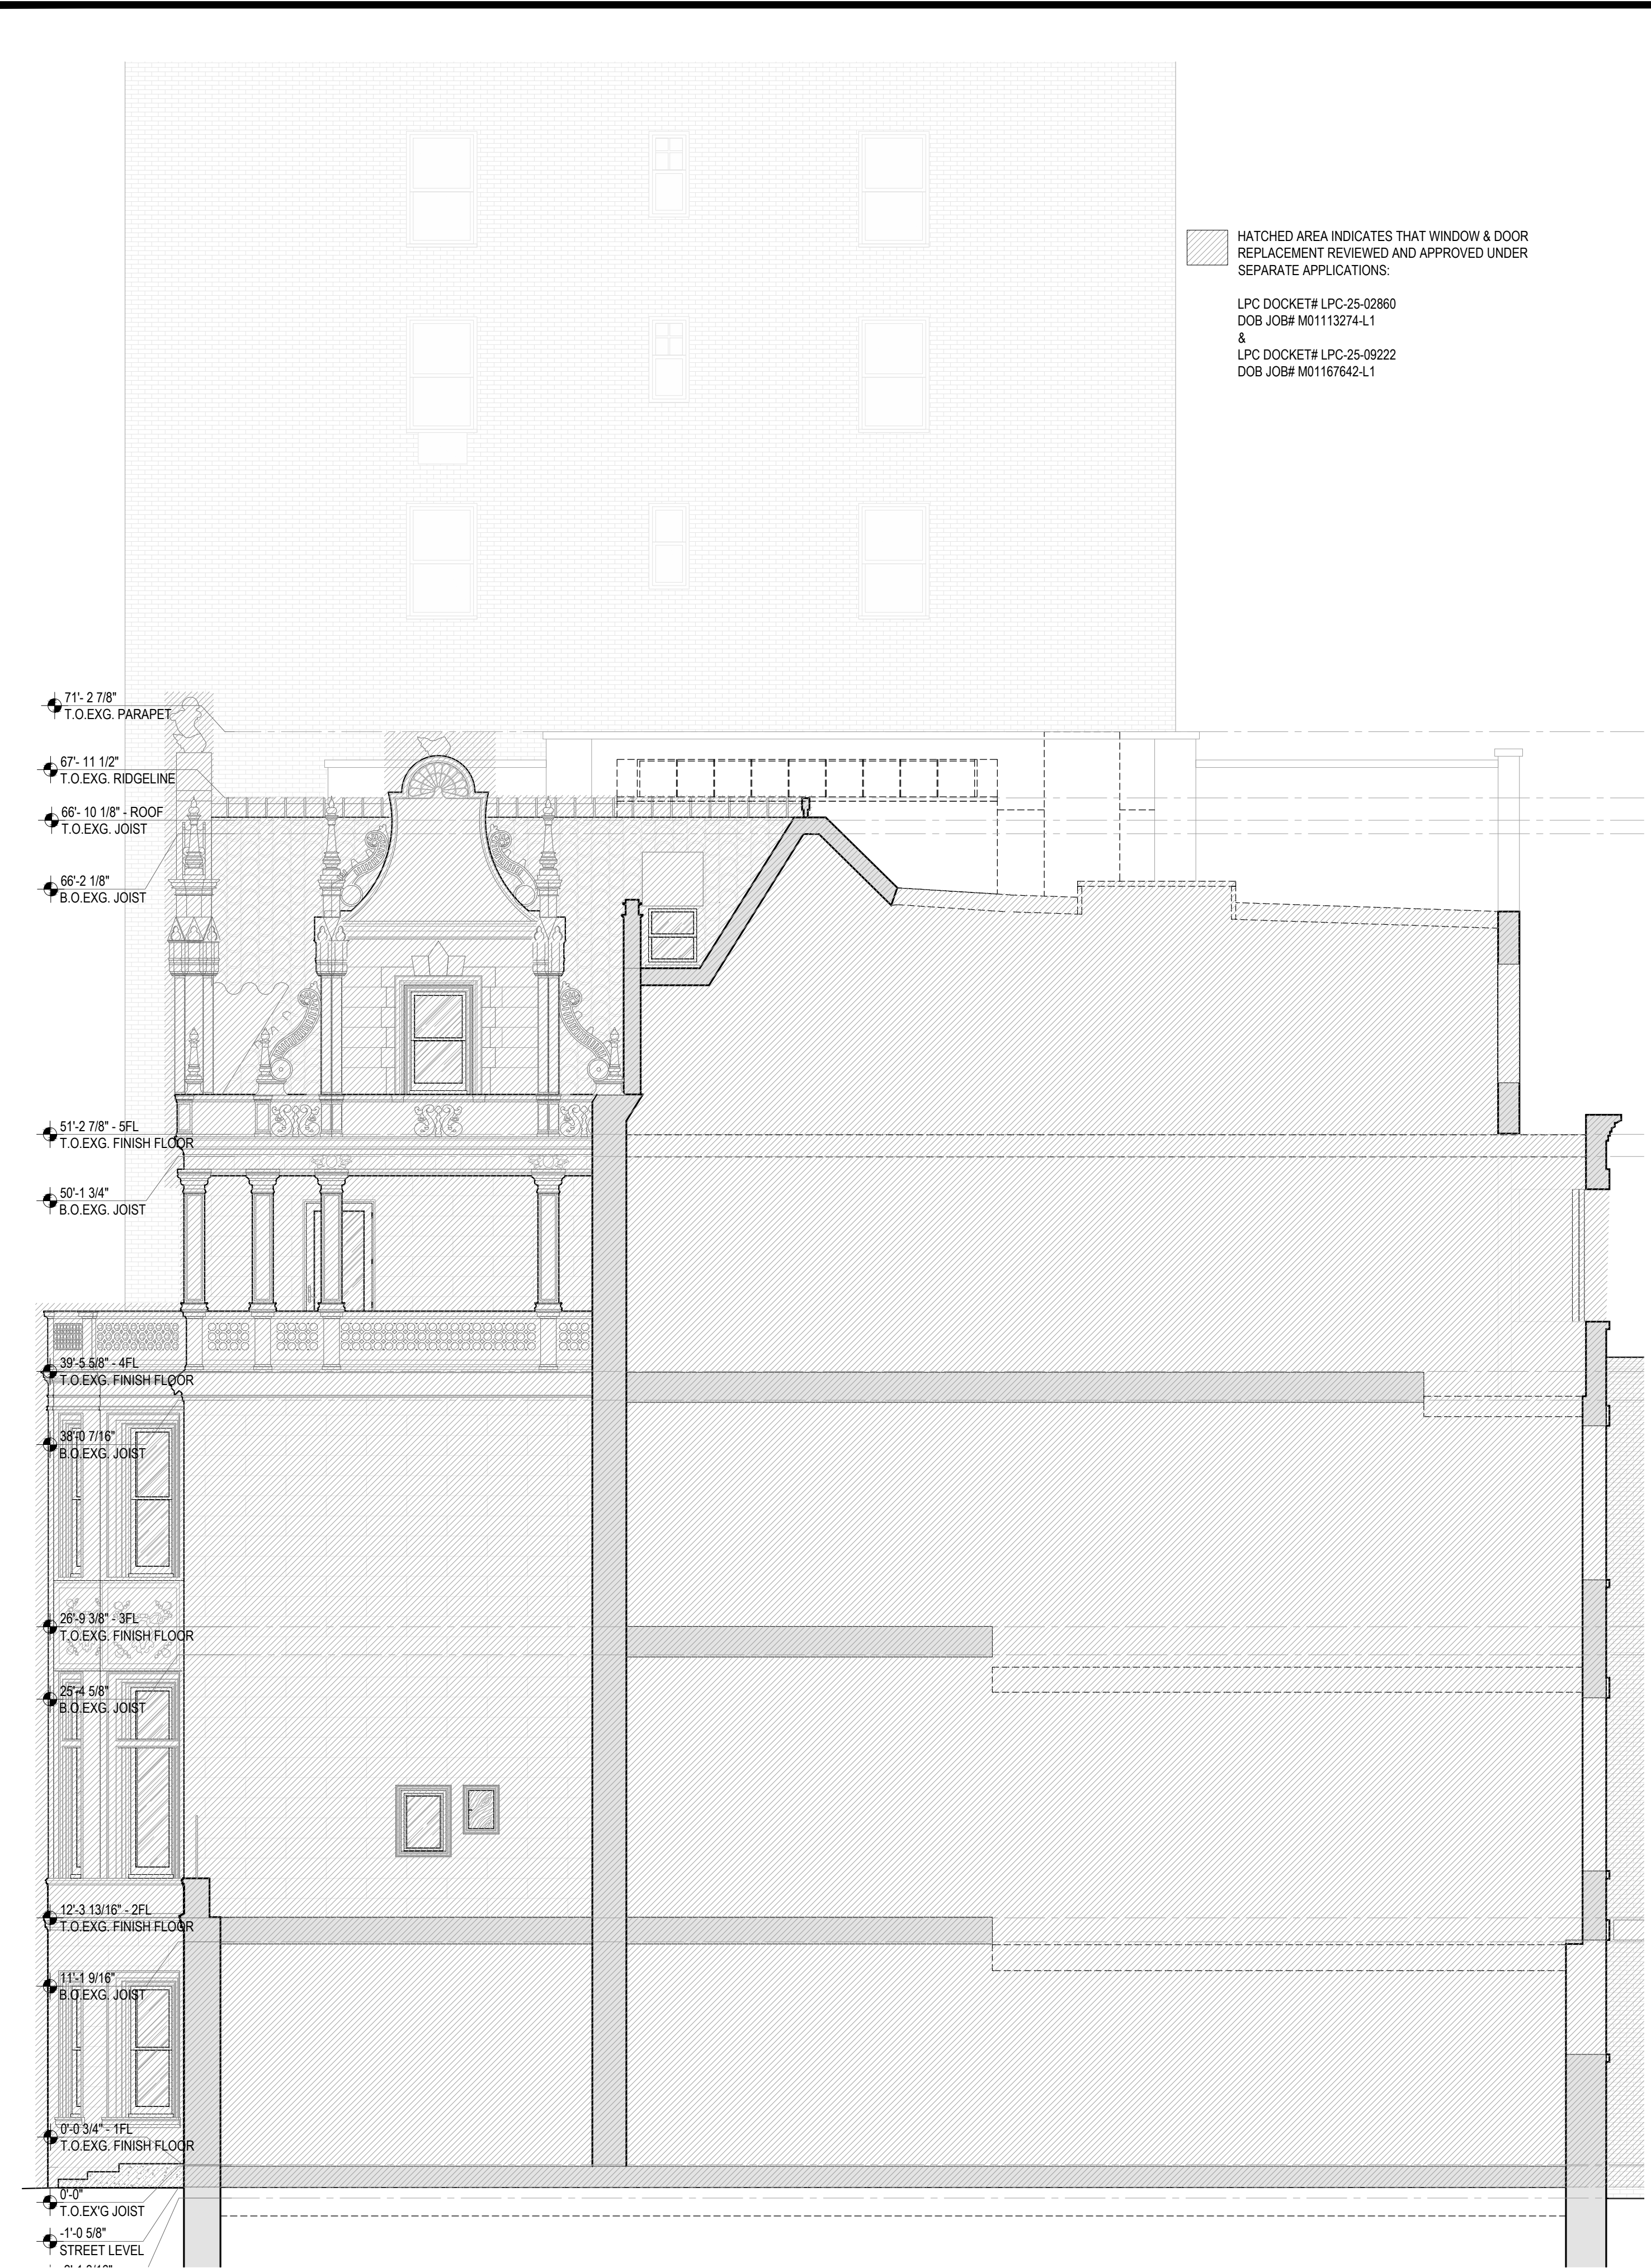 HATCHED AREA INDICATES THAT WINDOW & DOOR
REPLACEMENT REVIEWED AND APPROVED UNDER
SEPARATE APPLICATIONS:
LPC DOCKET# LPC-25-02860
DOB JOB# M01113274-L1
&
LPC DOCKET# LPC-25-09222
DOB JOB# M01167642-L1
71'- 2 7/8"
T.O.EXG. PARAPET
67'- 11 1/2"
T.O.EXG. RIDGELINE
66'- 10 1/8" - ROOF
T.O.EXG. JOIST
66'-2 1/8"
B.O.EXG. JOIST
51'-2 7/8" - 5FL
T.O.EXG. FINISH FLOOR
50'-1 3/4"
B.O.EXG. JOIST
39'-5 5/8" - 4FL
T.O.EXG. FINISH FLOOR
38'-0 7/16"
B.O.EXG. JOIST
26'-9 3/8" - 3FL
T.O.EXG. FINISH FLOOR
25'-4 5/8"
B.O.EXG. JOIST
12'-3 13/16" - 2FL
T.O.EXG. FINISH FLOOR
11'-1 9/16"
B.O.EXG. JOIST
0'-0 3/4" - 1FL
T.O.EXG. FINISH FLOOR
0'-0"
T.O.EX'G JOIST
-1'-0 5/8"
STREET LEVEL